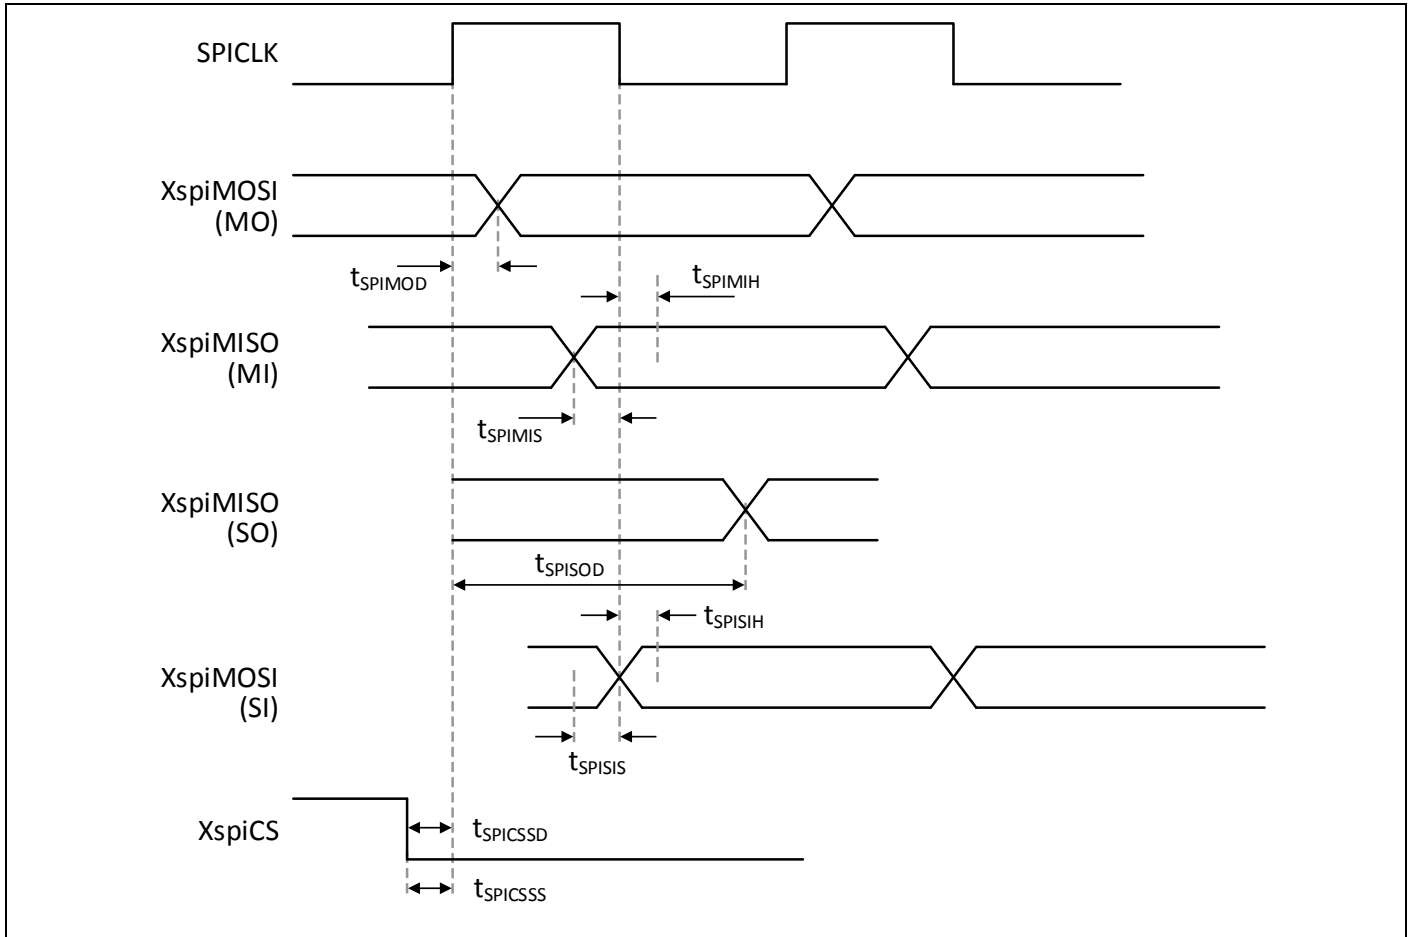 SPICLK
XspiMOSI
(MO)
tSPIMOD
tSPIMIH
XspiMISO
(MI)
tSPIMIS
XspiMISO
(SO)
tSPISOD
tSPISIH
XspiMOSI
(SI)
tSPISIS
XspiCS
tSPICSSD
tSPICSSS